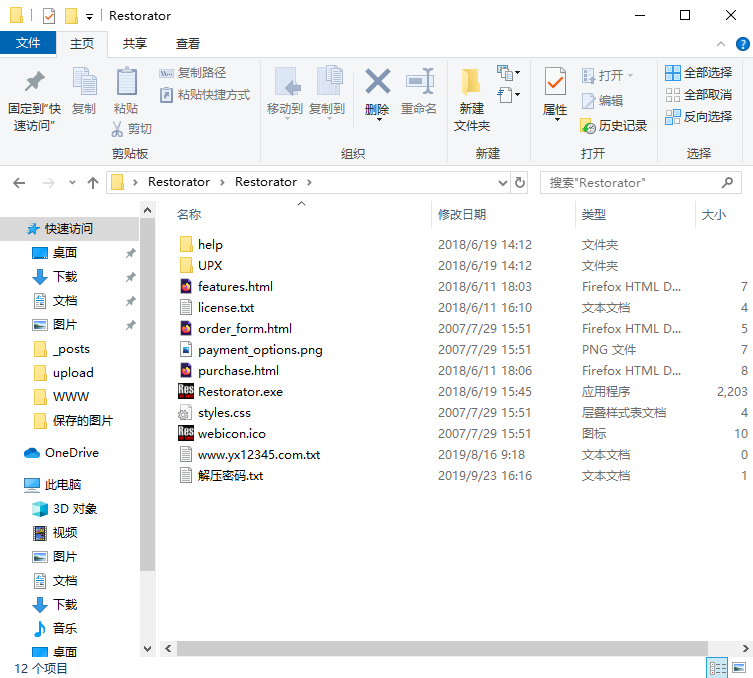 Restorator
文件 主页 共享 查看
固定到"快速访问"
复制
粘贴
复制路径
粘贴快捷方式
剪切
剪贴板
移动到
复制到
删除
重命名
组织
新建
文件夹
新建
属性
打开
编辑
历史记录
打开
全部选择
全部取消
反向选择
选择
Restorator Restorator
搜索"Restorator"
名称 修改日期 类型 大小
help 2018/6/19 14:12 文件夹
UPX 2018/6/19 14:12 文件夹
features.html 2018/6/11 18:03 Firefox HTML D... 7
license.txt 2018/6/11 16:10 文本文档 4
order_form.html 2007/7/29 15:51 Firefox HTML D... 5
payment_options.png 2007/7/29 15:51 PNG 文件 7
purchase.html 2018/6/11 18:06 Firefox HTML D... 8
Restorator.exe 2018/6/19 15:45 应用程序 2,203
styles.css 2007/7/29 15:51 层叠样式表文档 4
webicon.ico 2007/7/29 15:51 图标 10
www.yx12345.com.txt 2019/8/16 9:18 文本文档 0
解压密码.txt 2019/9/23 16:16 文本文档 1
快速访问
桌面
下载
文档
图片
_posts
upload
WWW
保存的图片
OneDrive
此电脑
3D 对象
视频
图片
文档
下载
音乐
桌面
12 个项目